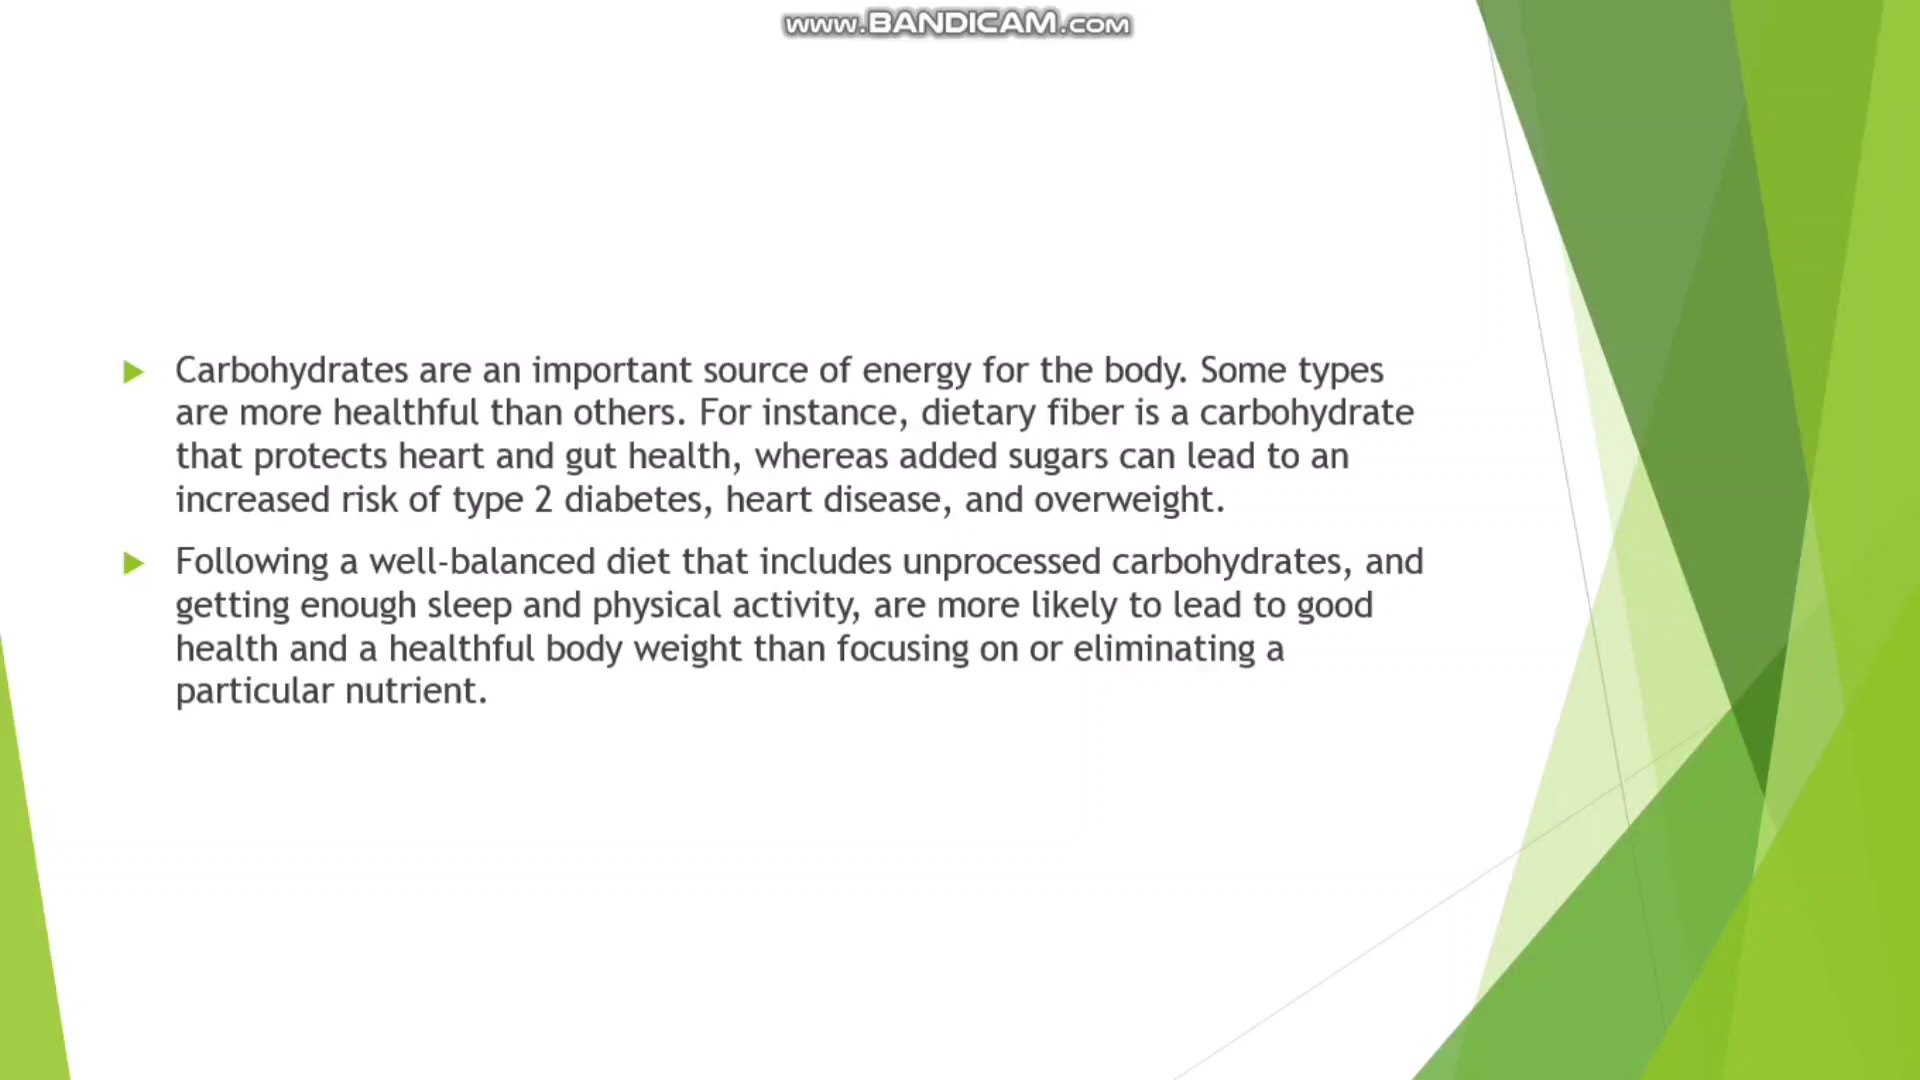 www.BANDICAM.com
Carbohydrates are an important source of energy for the body. Some types
are more healthful than others. For instance, dietary fiber is a carbohydrate
that protects heart and gut health, whereas added sugars can lead to an
increased risk of type 2 diabetes, heart disease, and overweight.
Following a well-balanced diet that includes unprocessed carbohydrates, and
getting enough sleep and physical activity, are more likely to lead to good
health and a healthful body weight than focusing on or eliminating a
particular nutrient.